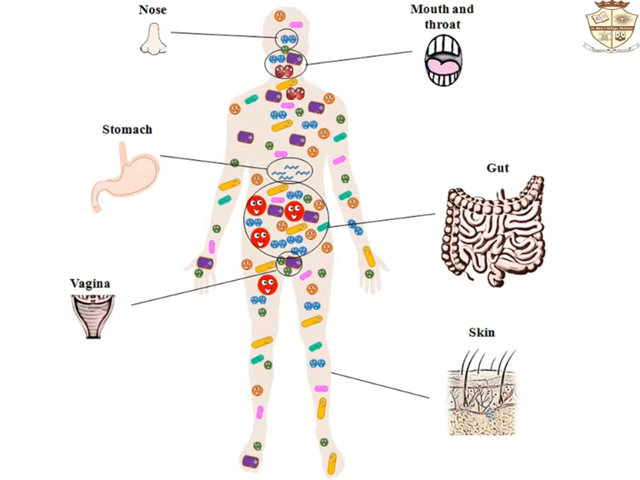 Nose
Mouth and
throat
Stomach
Gut
Vagina
Skin